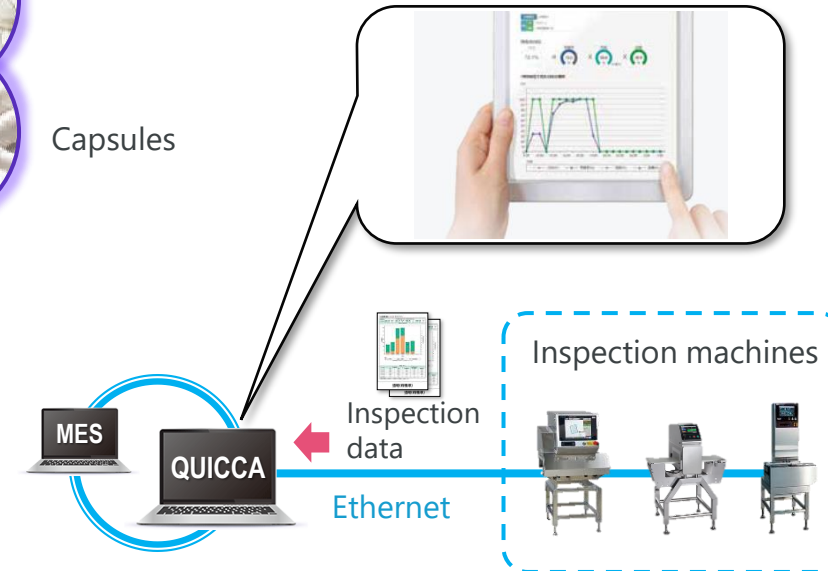 Capsules
Inspection machines
Inspection
data
MES
QUICCA
Ethernet